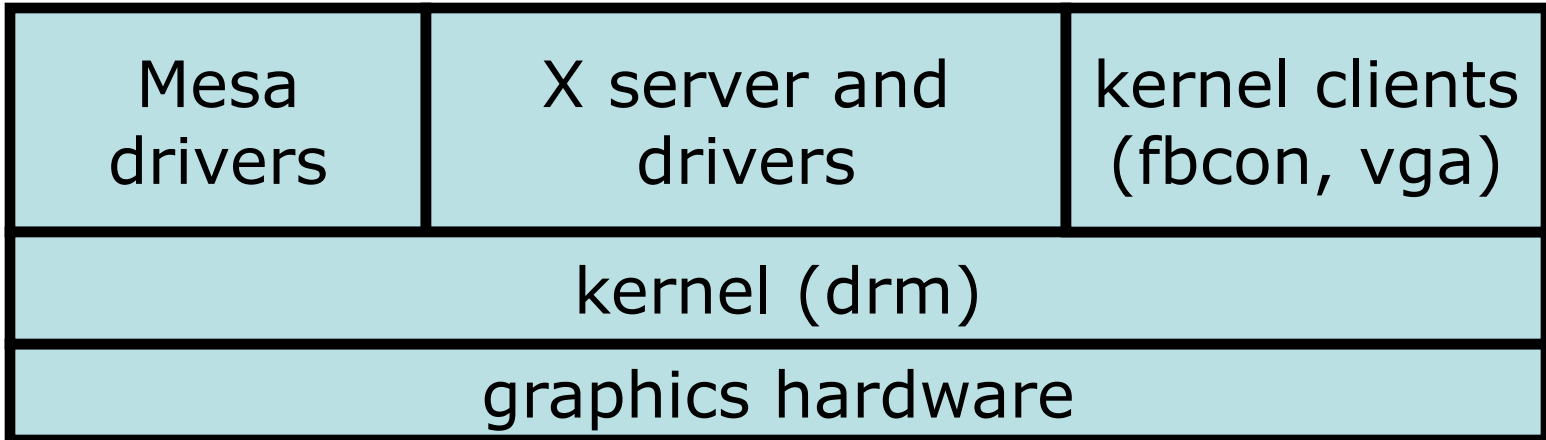 Mesa
drivers
X server and
drivers
kernel clients
(fbcon, vga)
kernel (drm)
graphics hardware